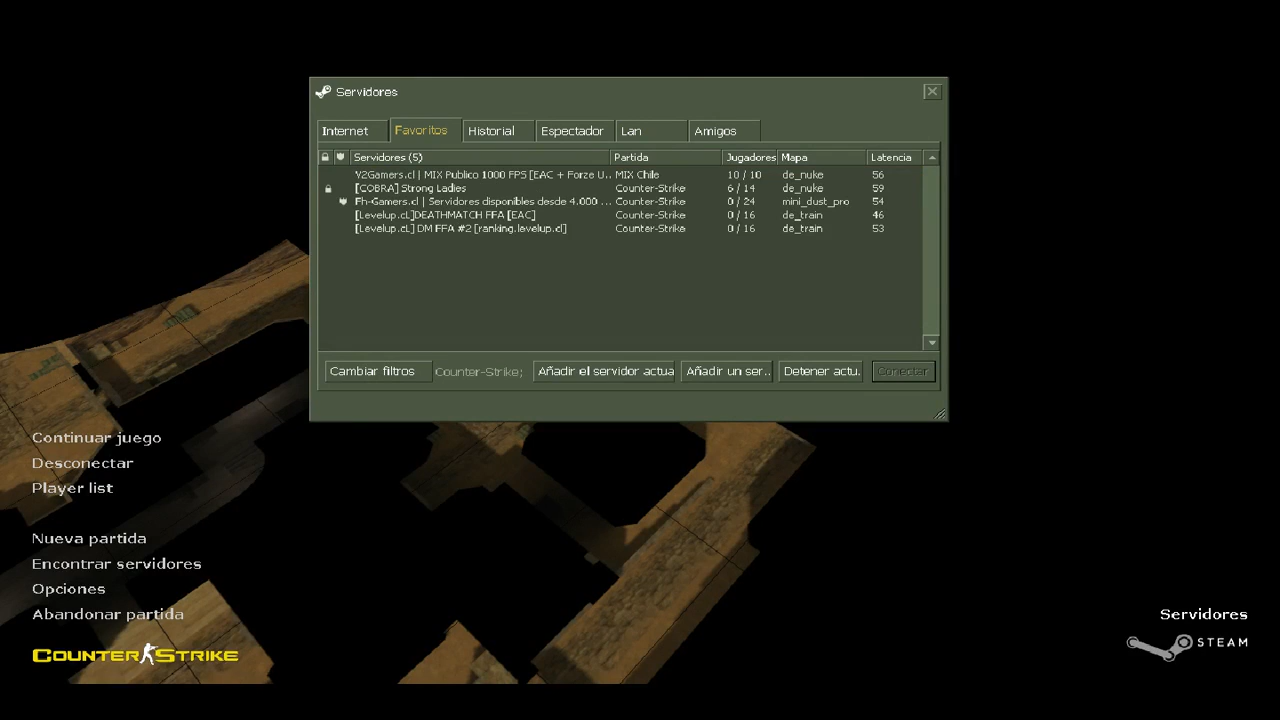 Servidores
Internet Favoritos Historial Espectador Lan Amigos
Servidores (5) Partida Jugadores Mapa Latencia
V2Gamers.cl | MIX Publico 1000 FPS [EAC + Forze U... MIX Chile 10 / 10 de_nuke 56
[COBRA] Strong Ladies Counter-Strike 6 / 14 de_nuke 59
Fh-Gamers.cl | Servidores disponibles desde 4.000 ... Counter-Strike 0 / 24 mini_dust_pro 54
[Levelup.cL]DEATHMATCH FFA [EAC] Counter-Strike 0 / 16 de_train 46
[Levelup.cL] DM FFA #2 [ranking.levelup.cl] Counter-Strike 0 / 16 de_train 53
Cambiar filtros Counter-Strike; Añadir el servidor actua Añadir un ser... Detener actu. Conectar
Continuar juego
Desconectar
Player list
Nueva partida
Encontrar servidores
Opciones
Abandonar partida
Servidores
COUNTER STRIKE
STEAM